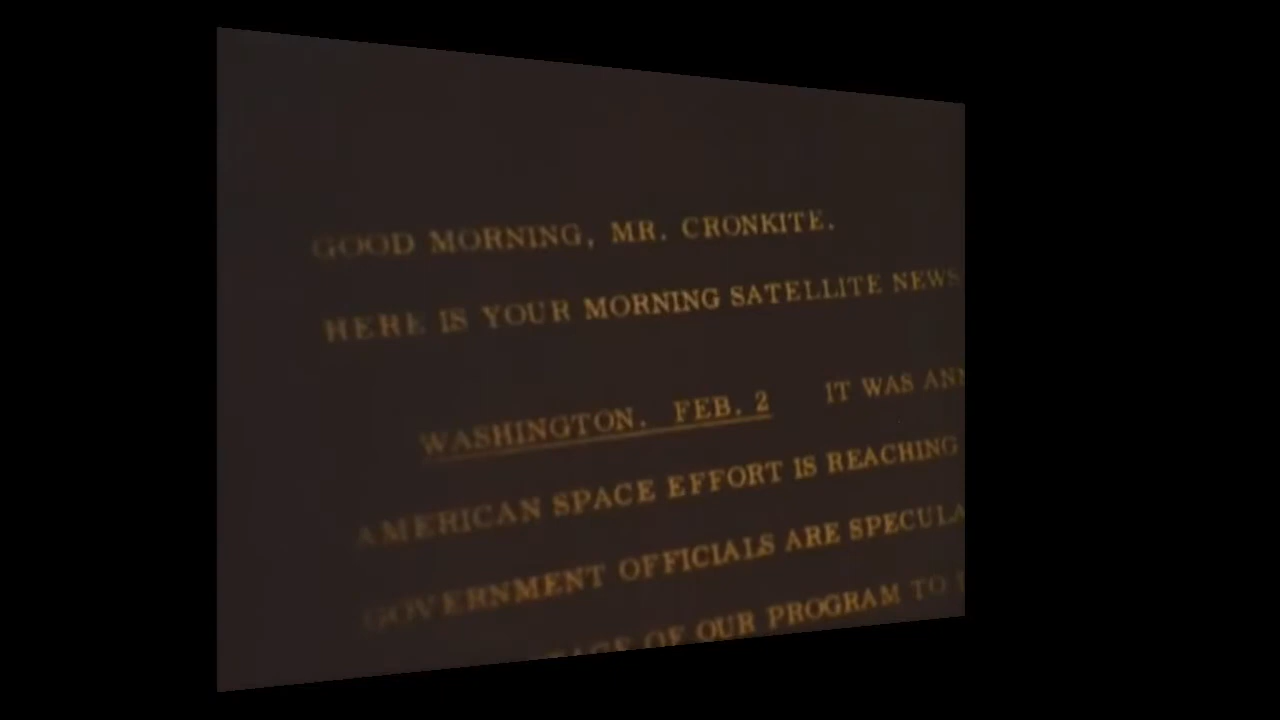 GOOD MORNING, MR. CRONKITE.
HERE IS YOUR MORNING SATELLITE NEWS
WASHINGTON. FEB. 2 IT WAS
AMERICAN SPACE EFFORT IS REACHING
GOVERNMENT OFFICIALS ARE
OF OUR PROGRAM TO